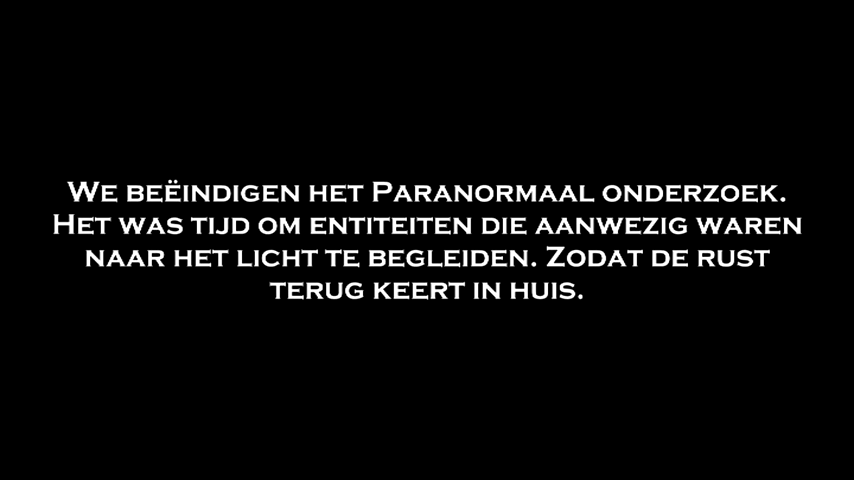 We beëindigen het Paranormaal onderzoek.
Het was tijd om entiteiten die aanwezig waren
naar het licht te begeleiden. Zodat de rust
terug keert in huis.